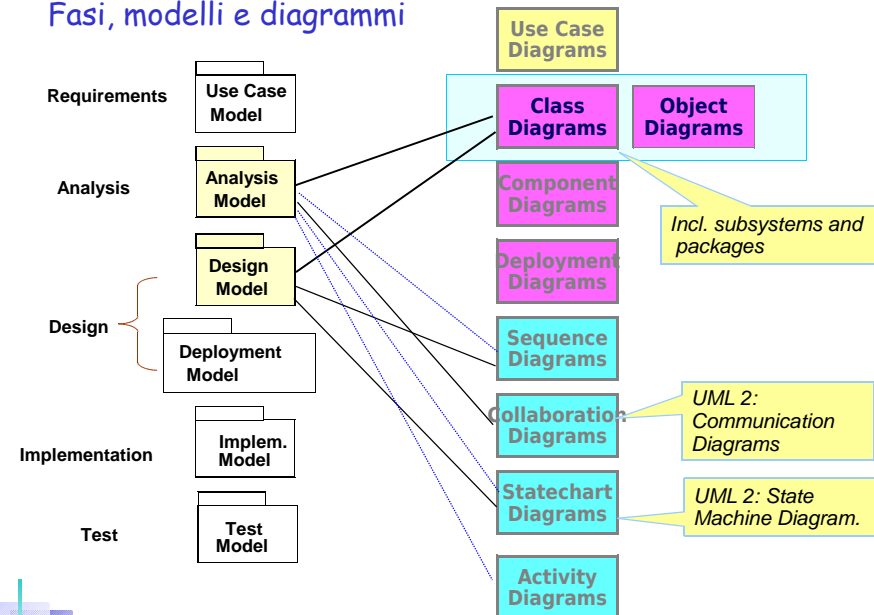 Fasi, modelli e diagrammi
Requirements
Use Case
Model
Analysis
Analysis
Model
Design
Design
Model
Deployment
Model
Implementation
Implem.
Model
Test
Test
Model
Use Case
Diagrams
Class
Diagrams
Object
Diagrams
Incl. subsystems and
packages
Component
Diagrams
Deployment
Diagrams
Sequence
Diagrams
Collaboration
Diagrams
UML 2:
Communication
Diagrams
Statechart
Diagrams
UML 2: State
Machine Diagram.
Activity
Diagrams